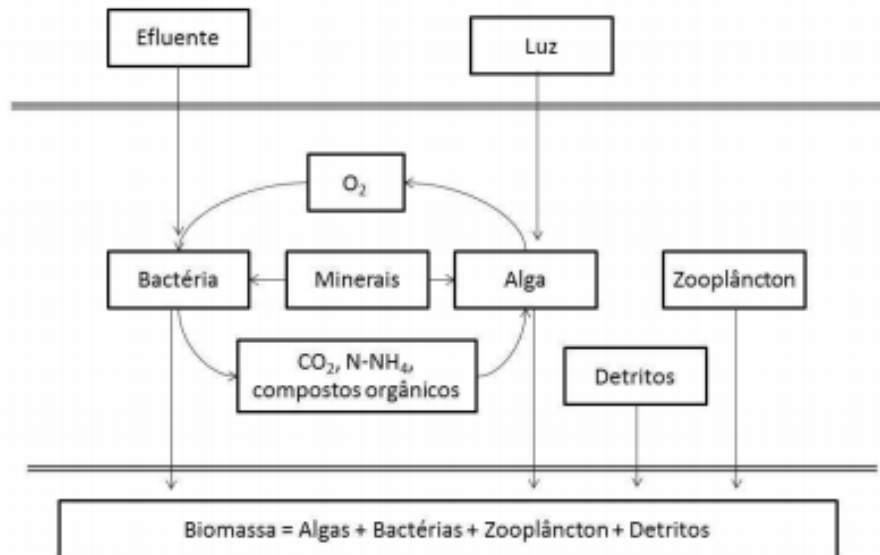 Efluente
Luz
O₂
Bactéria
Minerais
Alga
Zooplâncton
CO₂, N-NH₄,
compostos orgânicos
Detritos
Biomassa = Algas + Bactérias + Zooplâncton + Detritos